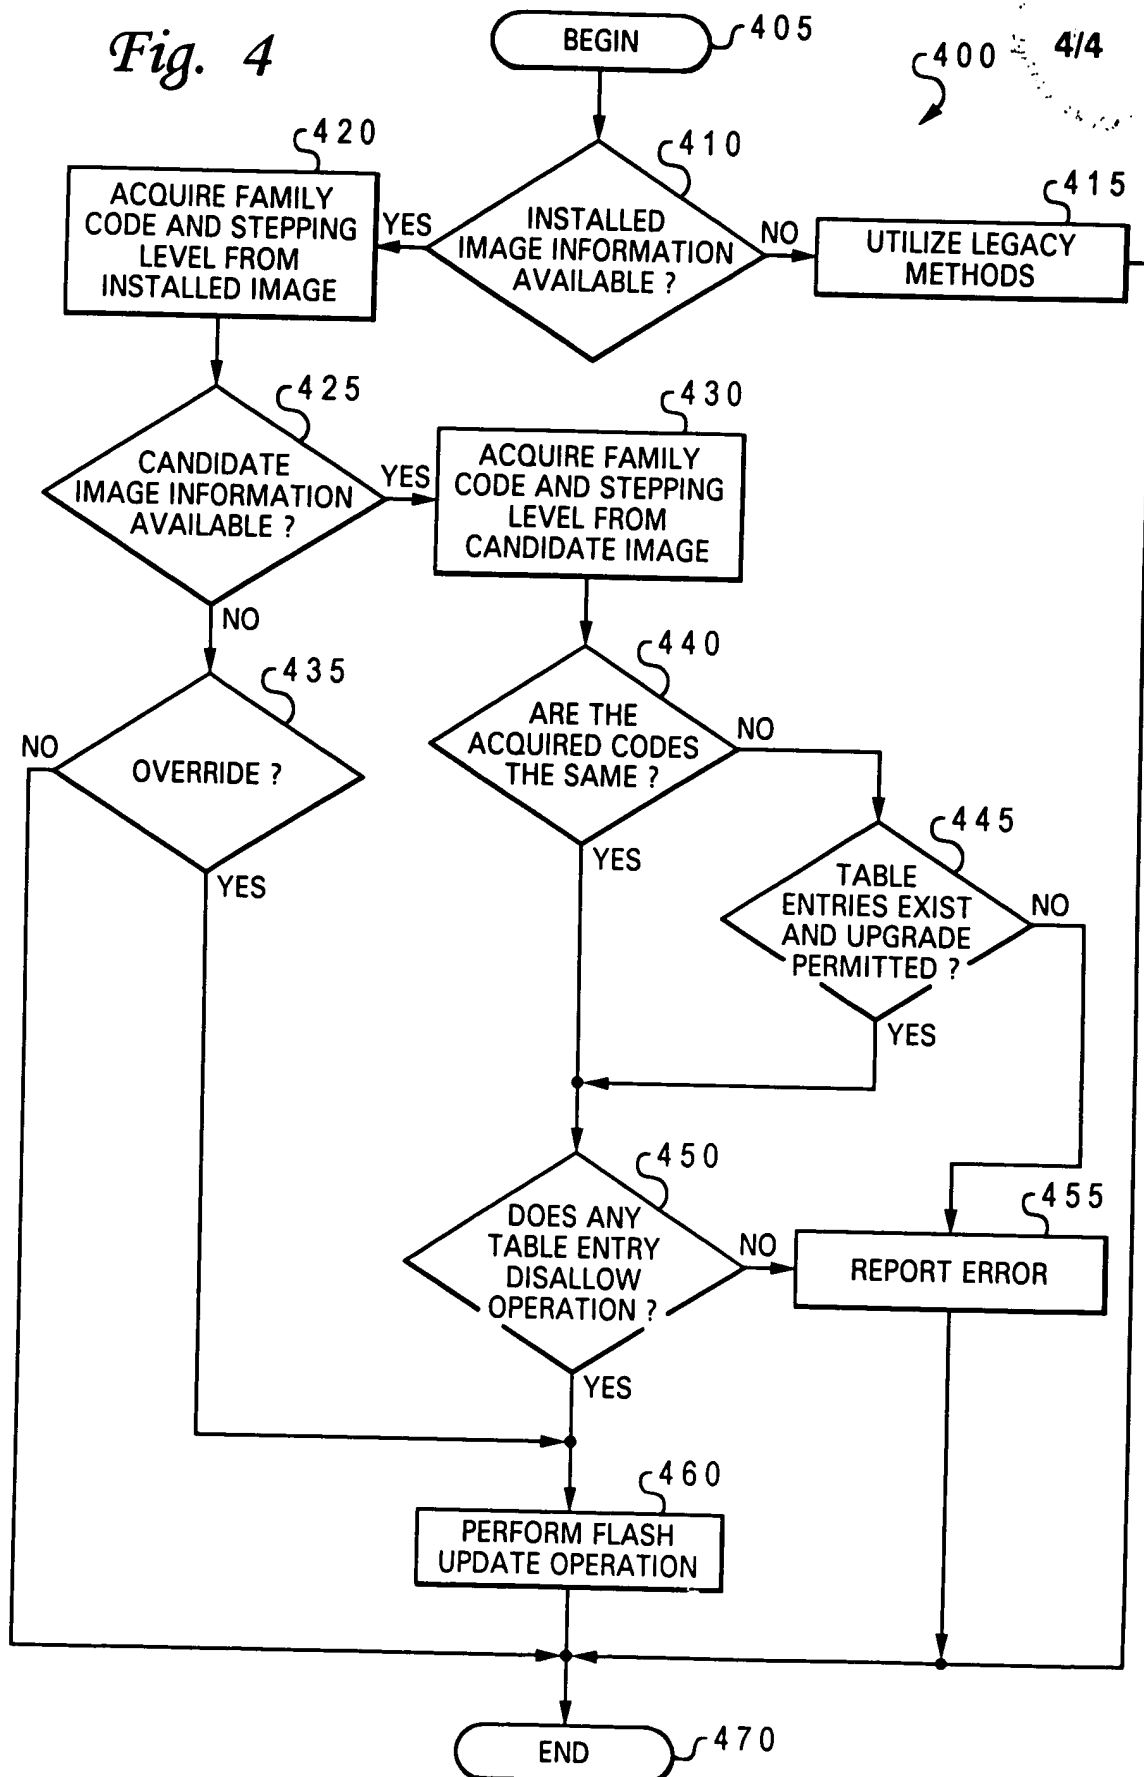 Fig. 4
BEGIN
405
400
4/4
420
410
415
ACQUIRE FAMILY
CODE AND STEPPING
LEVEL FROM
INSTALLED IMAGE
YES
INSTALLED
IMAGE INFORMATION
AVAILABLE ?
NO
UTILIZE LEGACY
METHODS
425
430
CANDIDATE
IMAGE INFORMATION
AVAILABLE ?
YES
ACQUIRE FAMILY
CODE AND STEPPING
LEVEL FROM
CANDIDATE IMAGE
NO
435
440
NO
OVERRIDE ?
YES
ARE THE
ACQUIRED CODES
THE SAME ?
NO
YES
445
TABLE
ENTRIES EXIST
AND UPGRADE
PERMITTED ?
NO
YES
450
DOES ANY
TABLE ENTRY
DISALLOW
OPERATION ?
NO
YES
455
REPORT ERROR
460
PERFORM FLASH
UPDATE OPERATION
END
470